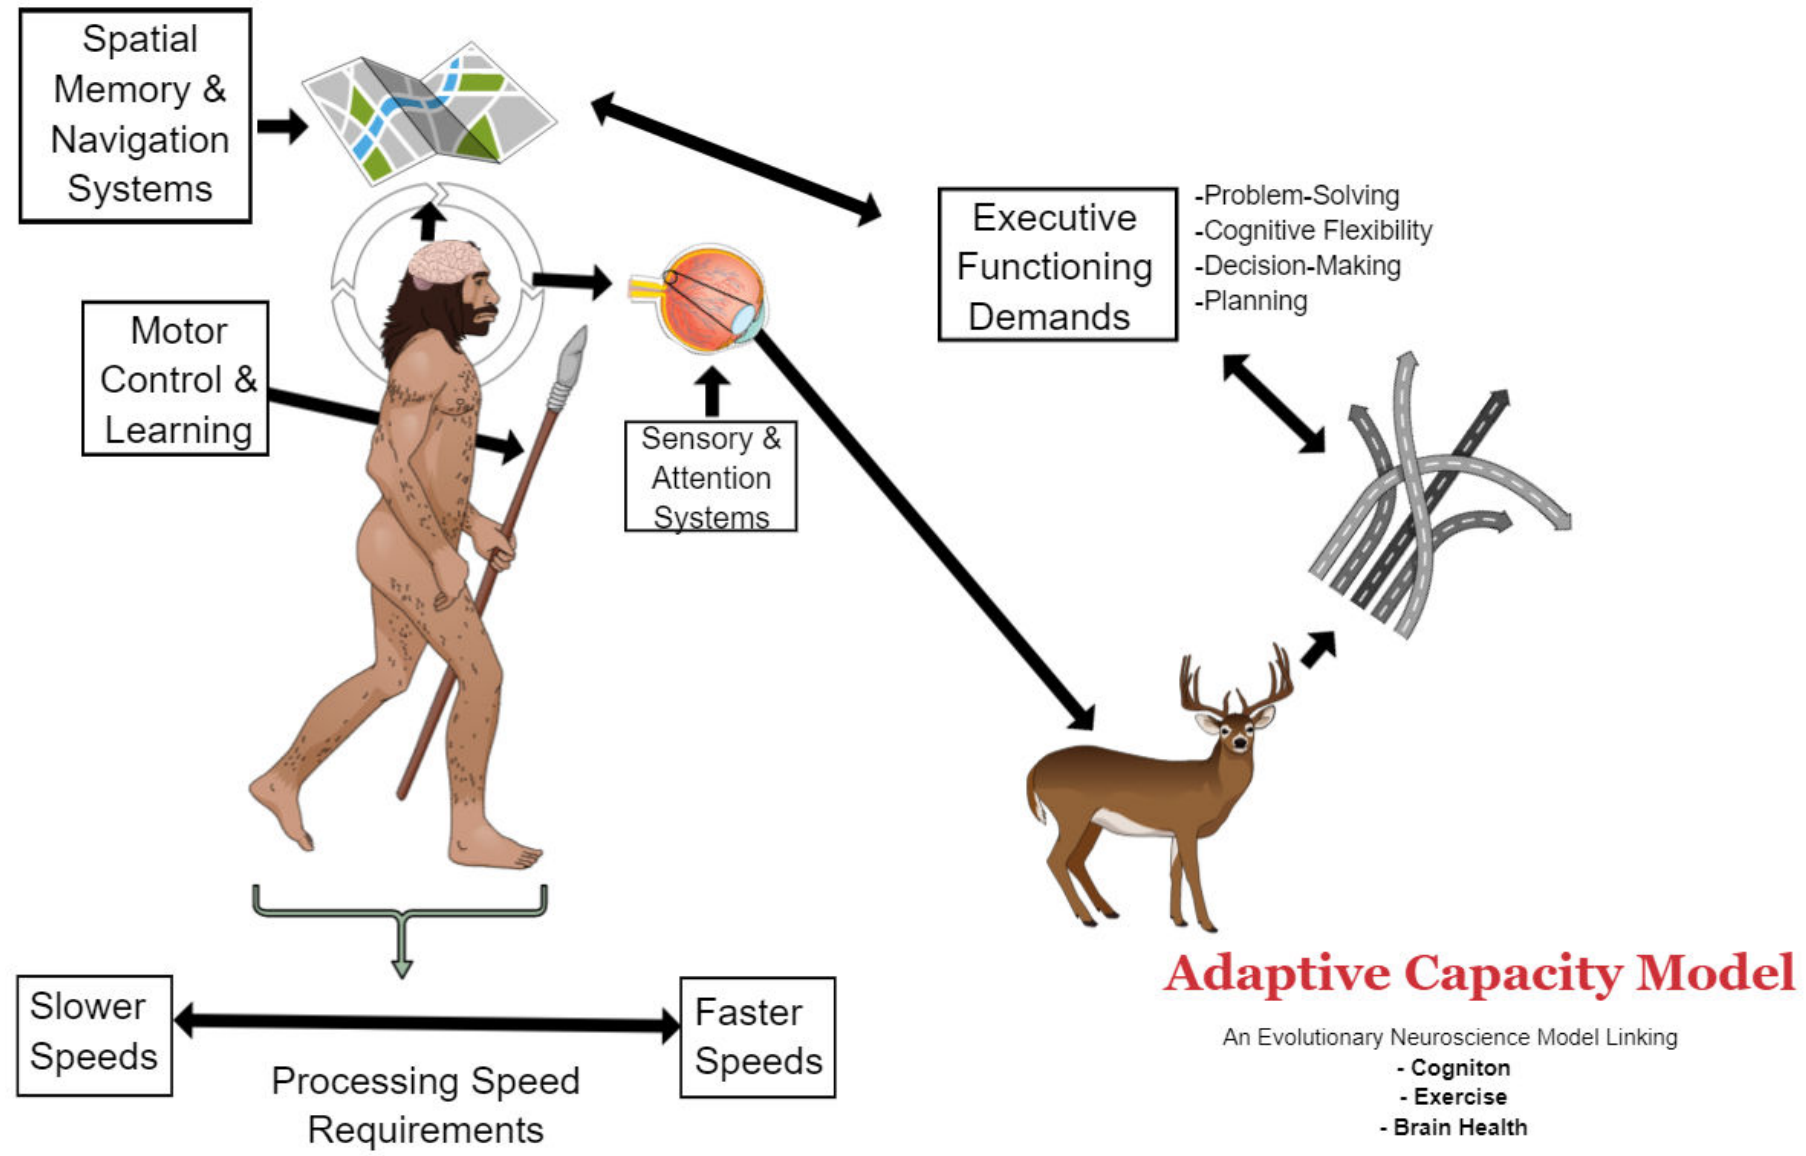 Spatial
Memory &
Navigation
Systems
Executive
Functioning
Demands
-Problem-Solving
-Cognitive Flexibility
-Decision-Making
-Planning
Motor
Control &
Learning
Sensory &
Attention
Systems
Slower
Speeds
Faster
Speeds
Processing Speed
Requirements
Adaptive Capacity Model
An Evolutionary Neuroscience Model Linking
- Cogniton
- Exercise
- Brain Health